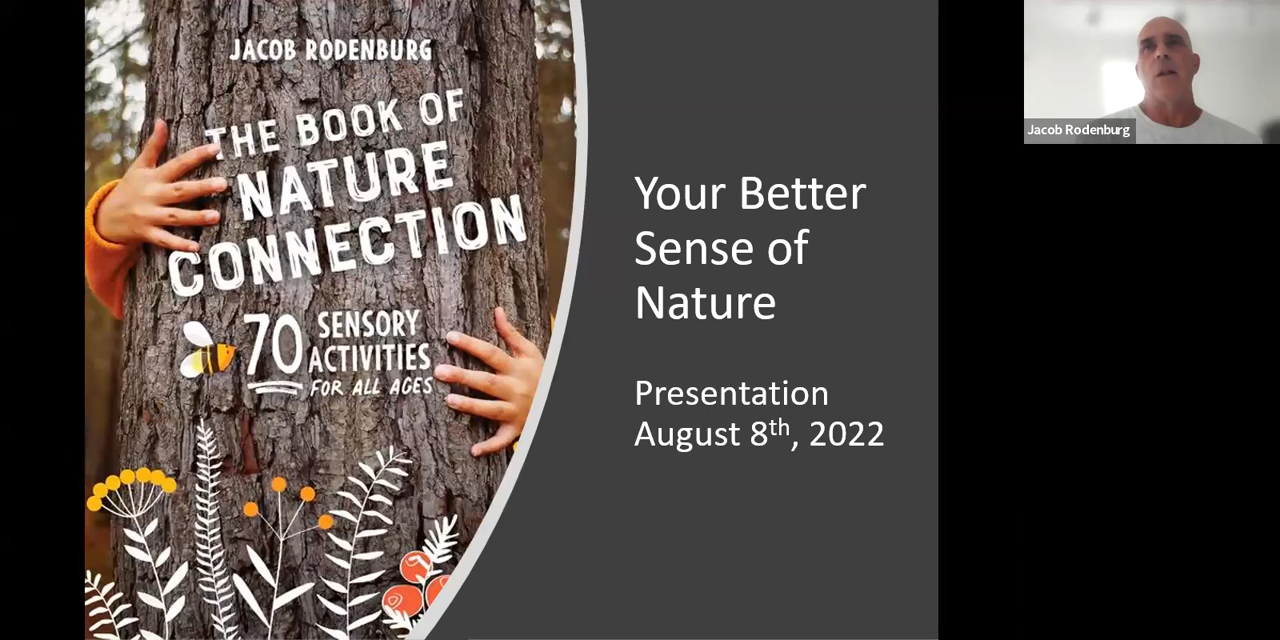 JACOB RODENBURG
THE BOOK OF
NATURE
CONNECTION
70 SENSORY
ACTIVITIES
FOR ALL AGES
Your Better
Sense of
Nature
Presentation
August 8th, 2022
Jacob Rodenburg